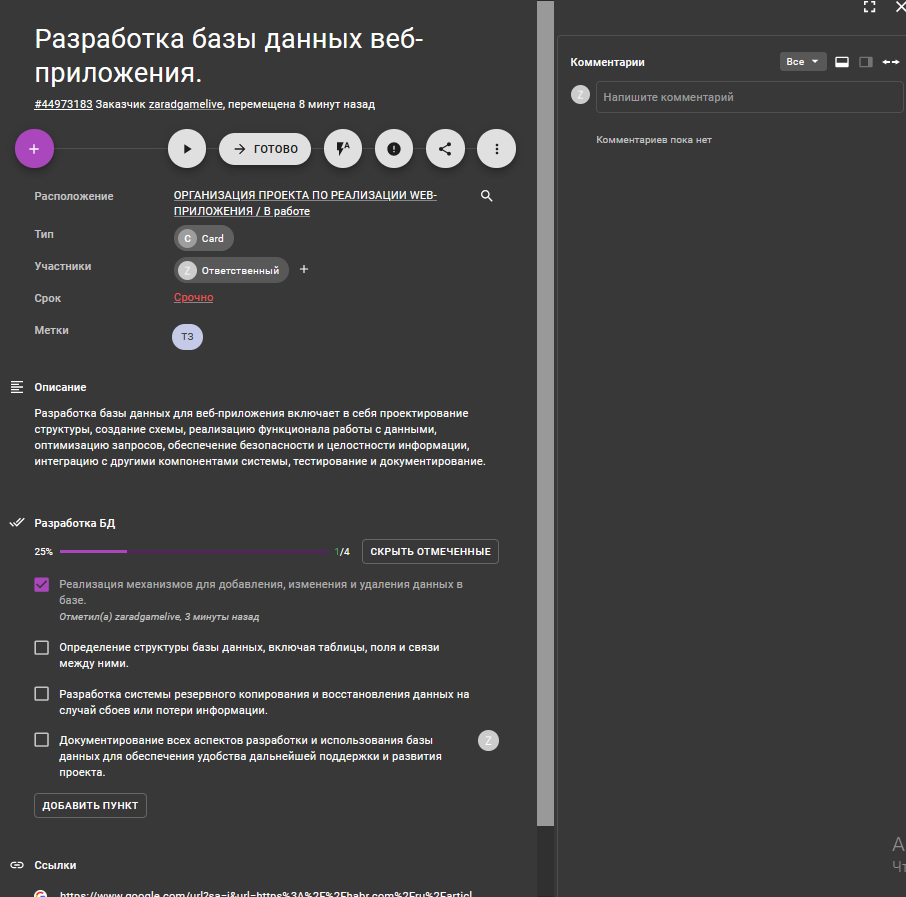 Разработка базы данных веб-
приложения.
#44973183 Заказчик zaradgamelive, перемещена 8 минут назад
ГОТОВО
Расположение
ОРГАНИЗАЦИЯ ПРОЕКТА ПО РЕАЛИЗАЦИИ WEB-
ПРИЛОЖЕНИЯ / В работе
Тип
C Card
Участники
Z Ответственный
Срок
Срочно
Метки
ТЗ
Описание
Разработка базы данных для веб-приложения включает в себя проектирование
структуры, создание схемы, реализацию функционала работы с данными,
оптимизацию запросов, обеспечение безопасности и целостности информации,
интеграцию с другими компонентами системы, тестирование и документирование.
Разработка БД
25%
1/4
СКРЫТЬ ОТМЕЧЕННЫЕ
Реализация механизмов для добавления, изменения и удаления данных в
базе.
Отметил(а) zaradgamelive, 3 минуты назад
Определение структуры базы данных, включая таблицы, поля и связи
между ними.
Разработка системы резервного копирования и восстановления данных на
случай сбоев или потери информации.
Документирование всех аспектов разработки и использования базы
данных для обеспечения удобства дальнейшей поддержки и развития
проекта.
Z
ДОБАВИТЬ ПУНКТ
Ссылки
https://www.google.com/url?sa=i&url=https%3A%2F%2Fhabr.com%2Fru%2Farticl
Комментарии
Все
Z
Напишите комментарий
Комментариев пока нет